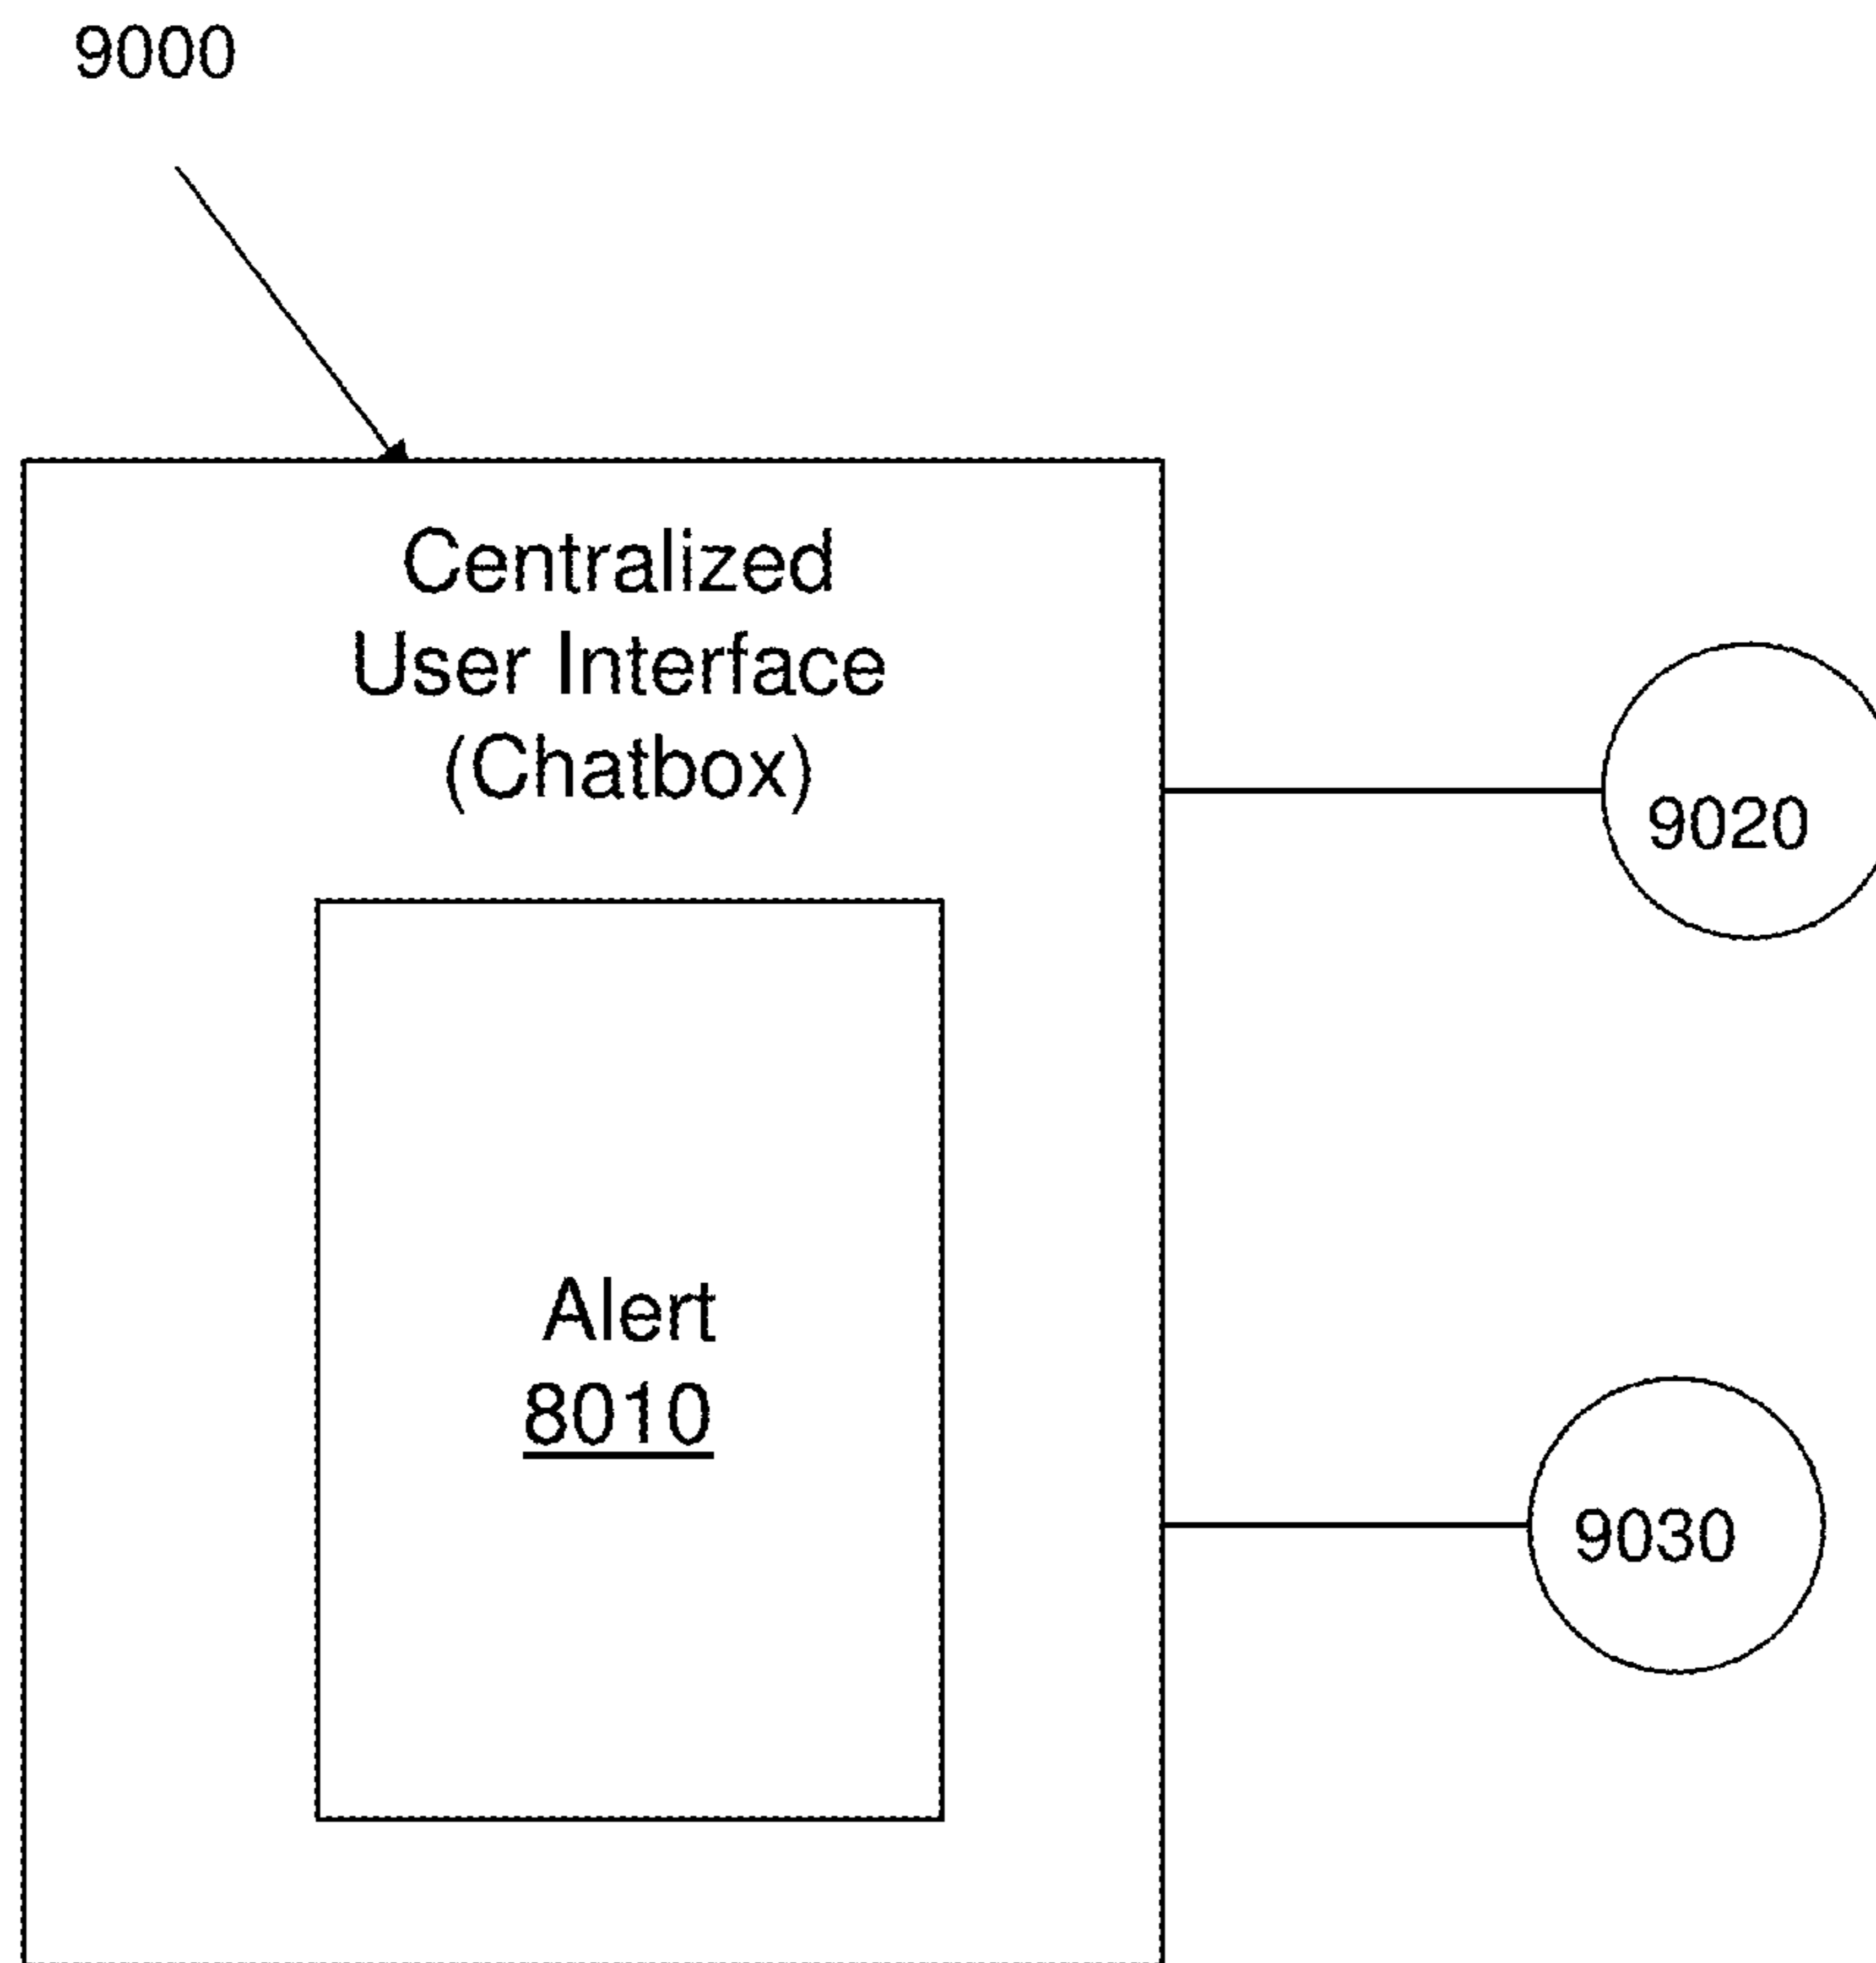 9000
Centralized
User Interface
(Chatbox)
9020
Alert
8010
9030